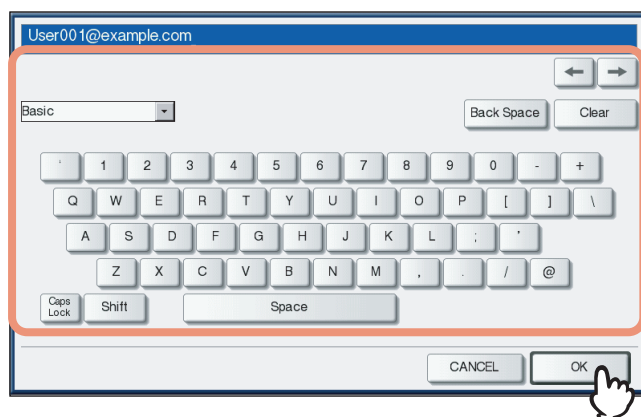 User001@example.com
← →
Basic Back Space Clear
` 1 2 3 4 5 6 7 8 9 0 - +
Q W E R T Y U I O P [ ] \
A S D F G H J K L ; '
Z X C V B N M , . / @
Caps Lock Shift Space
CANCEL OK